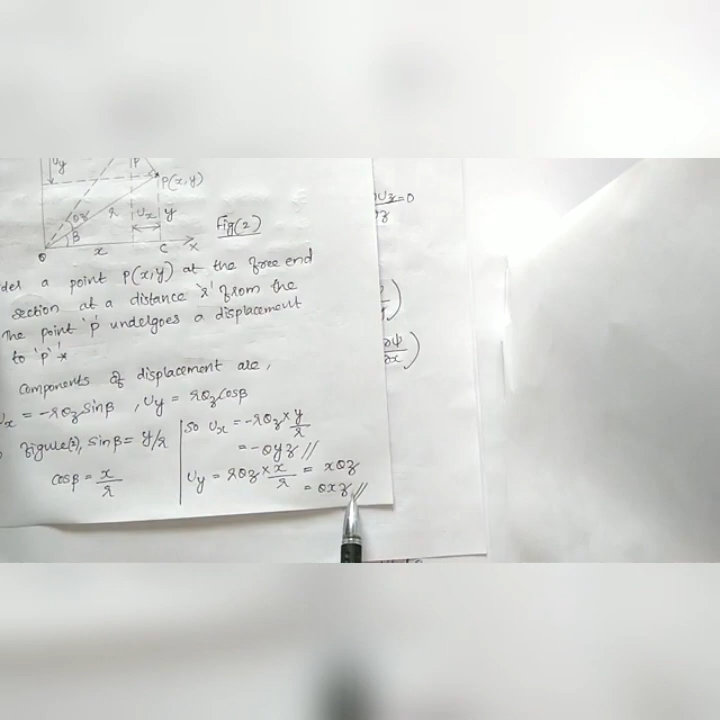 Uy
P
P(x,y)
θz
r
Ux
y
β
Fig(2)
O
x
C
X
der a point P(x,y) at the free end
section at a distance 'r' from the
The point 'p' undergoes a displacement
to 'p'*
Components of displacement are,
Ux = -rθz sinβ , Uy = rθz cosβ
figure(2), sinβ = y/r
cosβ = x/r
so Ux = -rθz × y/r
= -θyz //
Uy = rθz × x/r = xθz
= θxz //
∂Uz = 0
∂z
∂ψ
∂x )